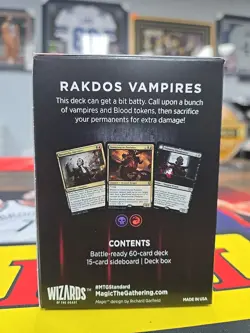 RAKDOS VAMPIRES
This deck can get a bit batty. Call upon a bunch
of vampires and Blood tokens, then sacrifice
your permanents for extra damage!
CONTENTS
Battle-ready 60-card deck
15-card sideboard | Deck box
WIZARDS
OF THE COAST
#MTGStandard
MagicTheGathering.com
Magic design by Richard Garfield
MADE IN USA